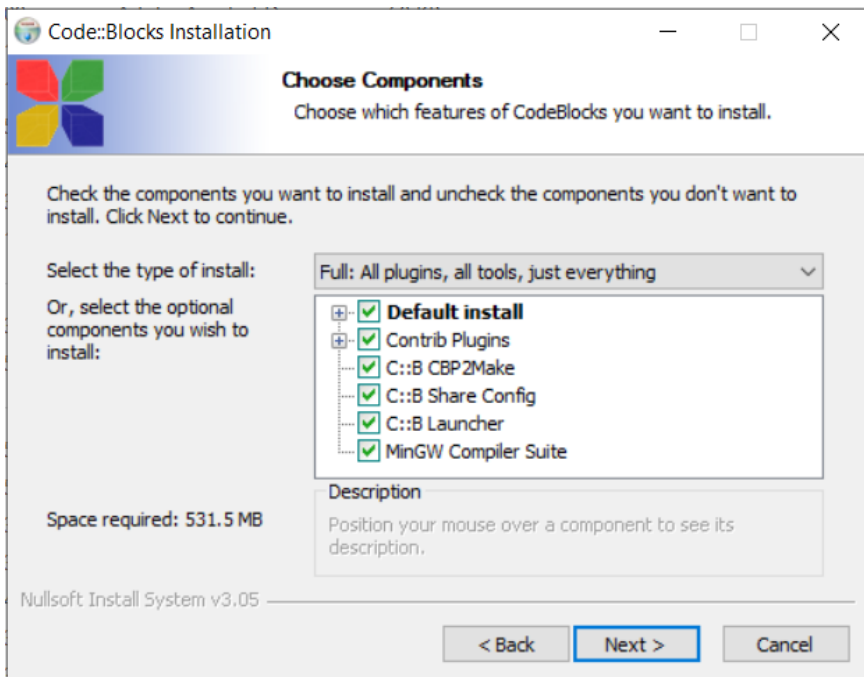 Code::Blocks Installation
Choose Components
Choose which features of CodeBlocks you want to install.
Check the components you want to install and uncheck the components you don't want to
install. Click Next to continue.
Select the type of install:
Full: All plugins, all tools, just everything
Or, select the optional
components you wish to
install:
Default install
Contrib Plugins
C::B CBP2Make
C::B Share Config
C::B Launcher
MinGW Compiler Suite
Space required: 531.5 MB
Description
Position your mouse over a component to see its
description.
Nullsoft Install System v3.05
< Back
Next >
Cancel